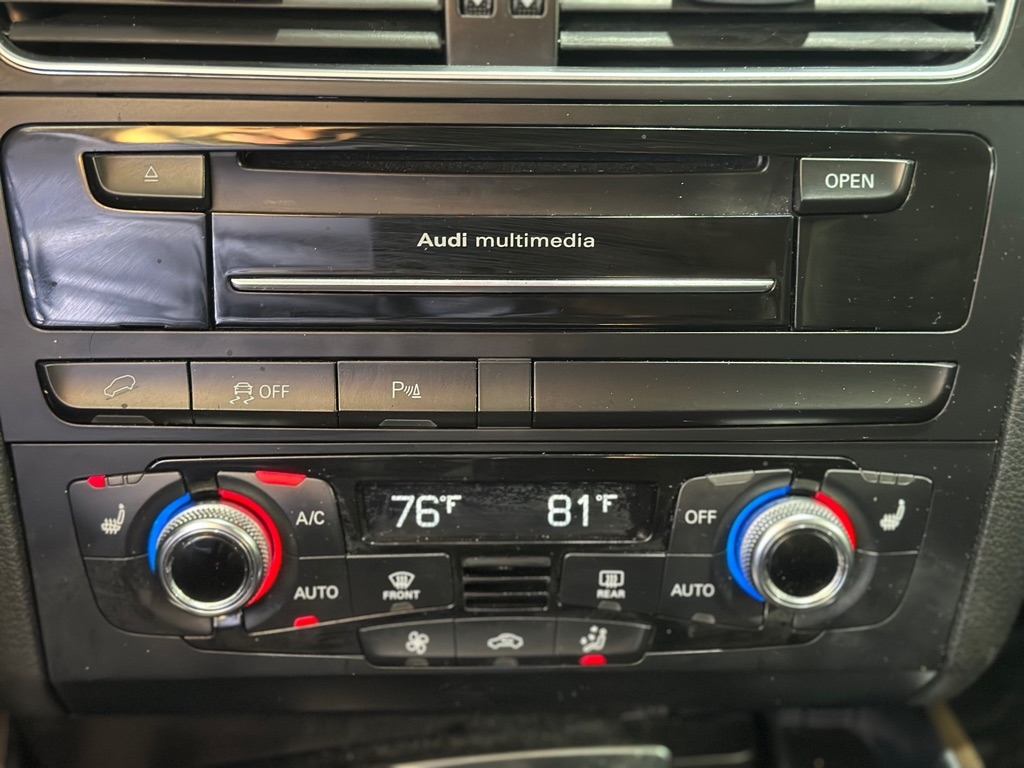 OPEN
Audi multimedia
OFF
P
76°F 81°F
A/C
OFF
AUTO
FRONT
REAR
AUTO